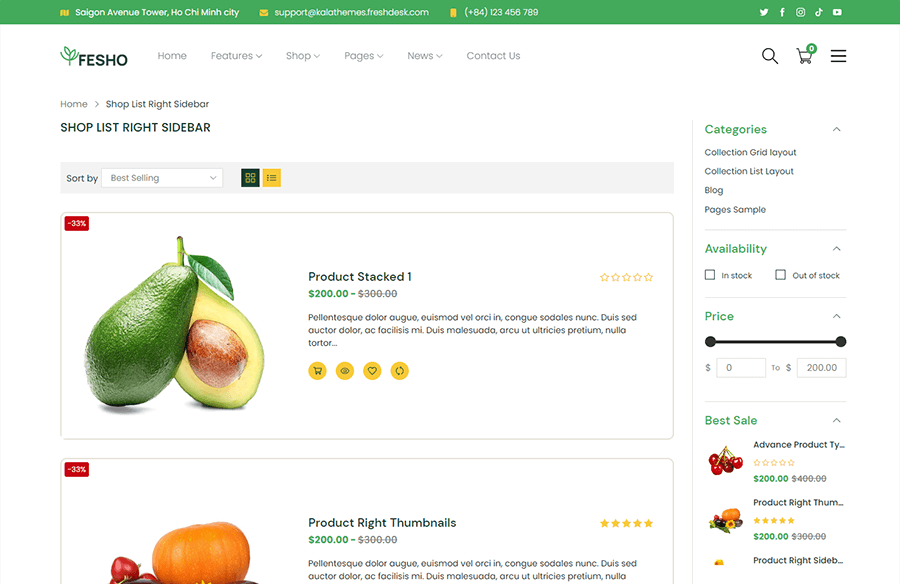 Saigon Avenue Tower, Ho Chi Minh city
support@kalathemes.freshdesk.com
(+84) 123 456 789
FESHO
Home
Features
Shop
Pages
News
Contact Us
0
Home > Shop List Right Sidebar
SHOP LIST RIGHT SIDEBAR
Sort by
Best Selling
-33%
Product Stacked 1
$200.00 - $300.00
Pellentesque dolor augue, euismod vel orci in, congue sodales nunc. Duis sed
auctor dolor, ac facilisis mi. Duis malesuada, arcu ut ultricies pretium, nulla
tortor...
-33%
Product Right Thumbnails
$200.00 - $300.00
Pellentesque dolor augue, euismod vel orci in, congue sodales nunc. Duis sed
auctor dolor, ac facilisis mi. Duis malesuada, arcu ut ultricies pretium, nulla
Categories
Collection Grid layout
Collection List Layout
Blog
Pages Sample
Availability
In stock
Out of stock
Price
$ 0 To $ 200.00
Best Sale
Advance Product Ty...
$200.00 $400.00
Product Right Thum...
$200.00 $300.00
Product Right Sideb...